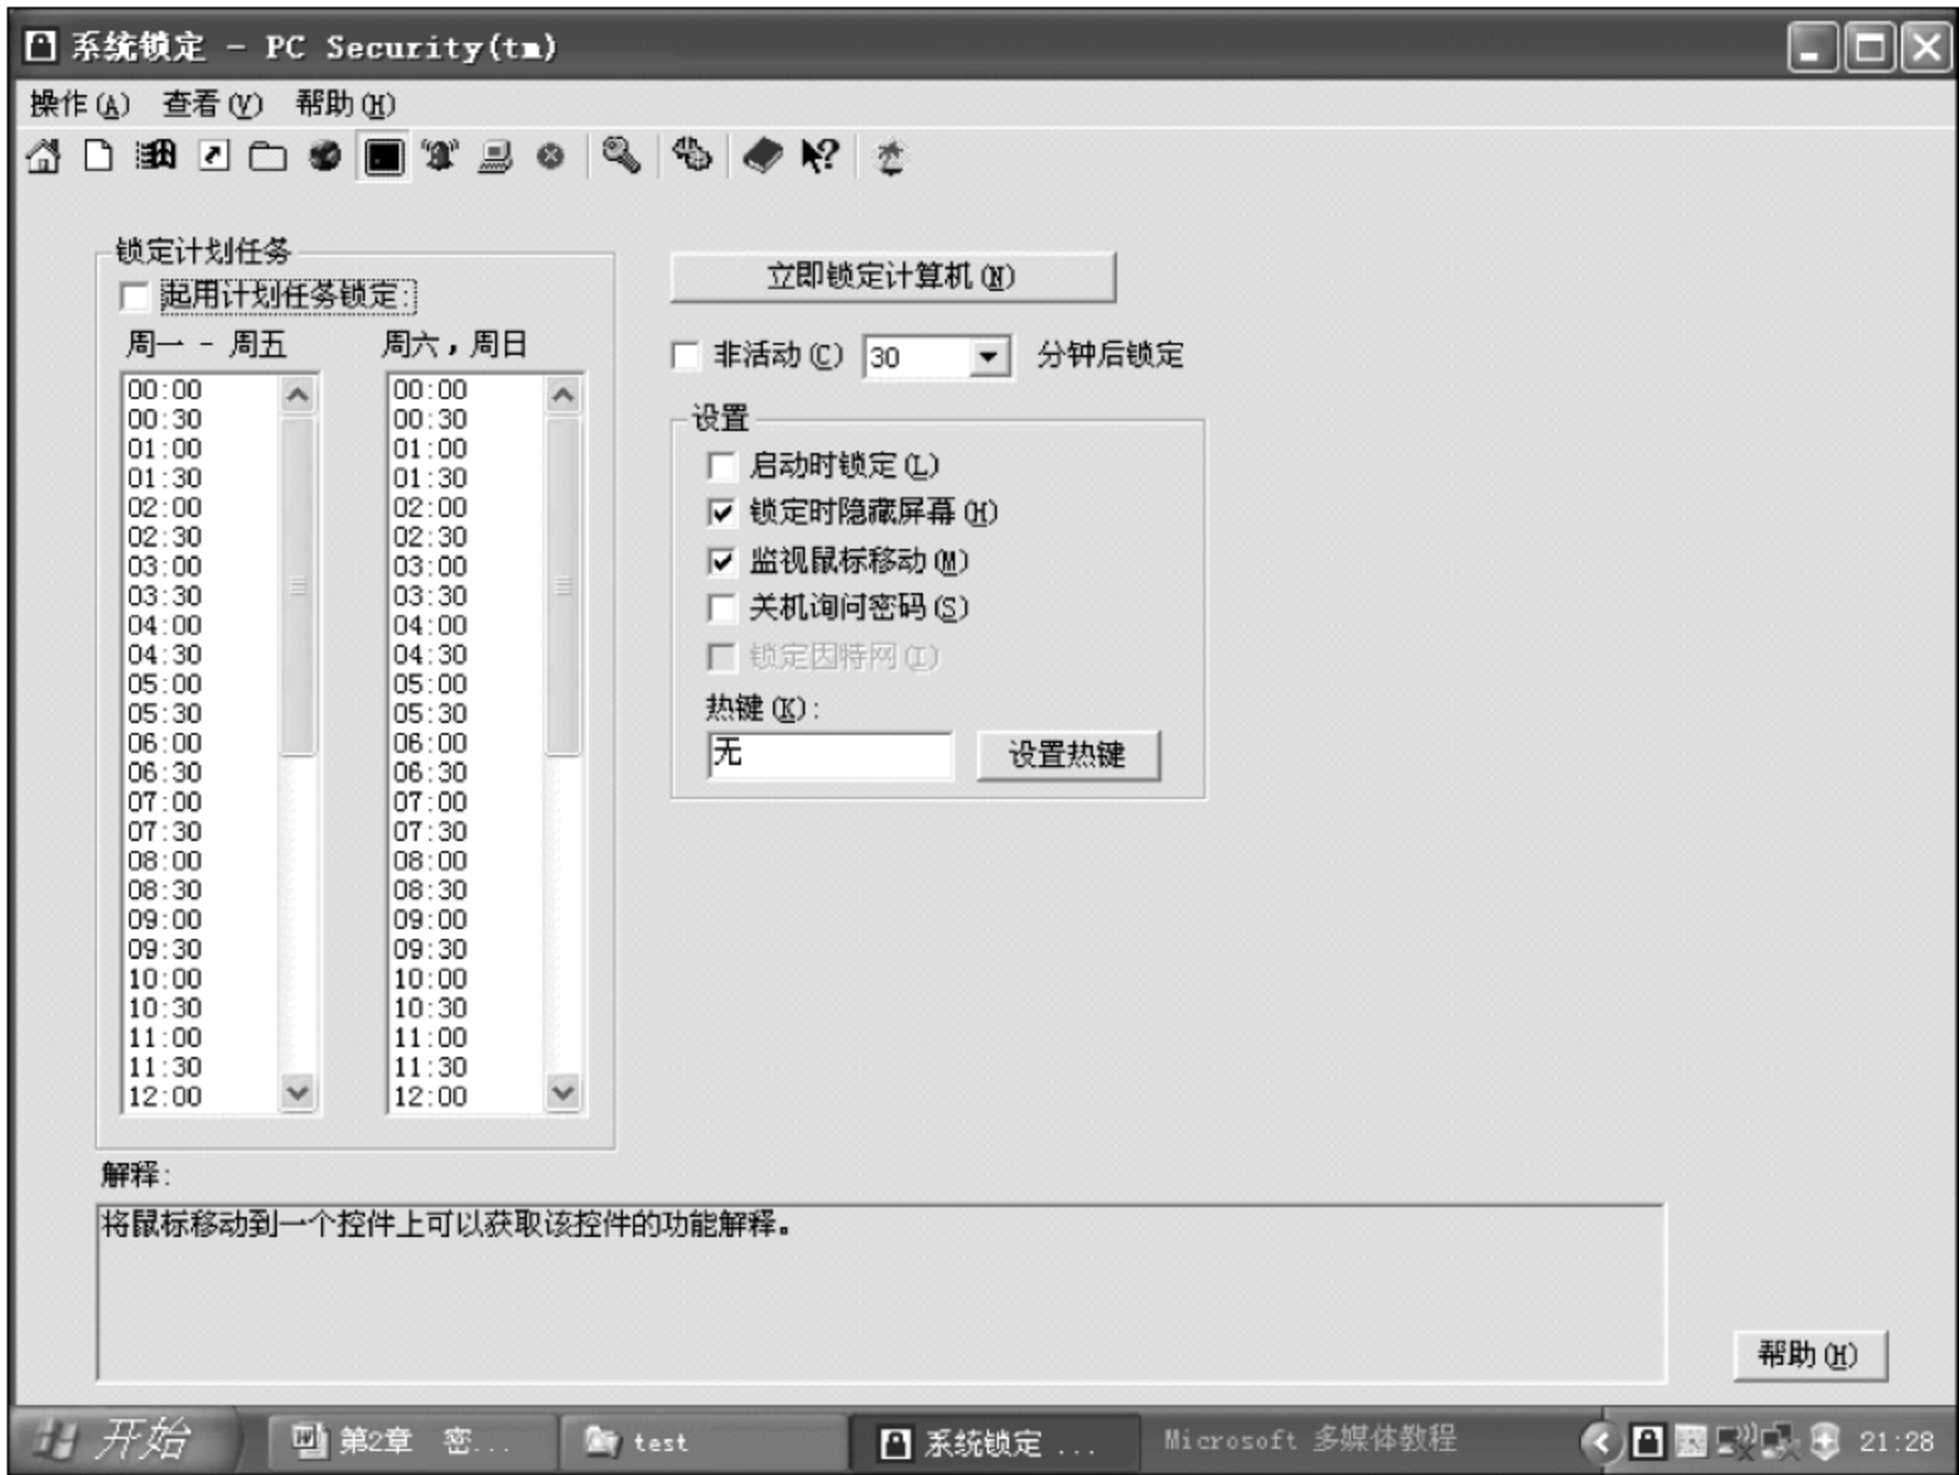 系统锁定 - PC Security(tm)
操作(A) 查看(V) 帮助(H)
锁定计划任务
起用计划任务锁定:
周一 - 周五 周六，周日
00:00 00:00
00:30 00:30
01:00 01:00
01:30 01:30
02:00 02:00
02:30 02:30
03:00 03:00
03:30 03:30
04:00 04:00
04:30 04:30
05:00 05:00
05:30 05:30
06:00 06:00
06:30 06:30
07:00 07:00
07:30 07:30
08:00 08:00
08:30 08:30
09:00 09:00
09:30 09:30
10:00 10:00
10:30 10:30
11:00 11:00
11:30 11:30
12:00 12:00
立即锁定计算机(N)
非活动(C) 30 分钟后锁定
设置
启动时锁定(L)
锁定时隐藏屏幕(H)
监视鼠标移动(M)
关机询问密码(S)
锁定因特网(I)
热键(K):
无 设置热键
解释:
将鼠标移动到一个控件上可以获取该控件的功能解释。
帮助(H)
开始 第2章 密... test 系统锁定 ... Microsoft 多媒体教程 21:28